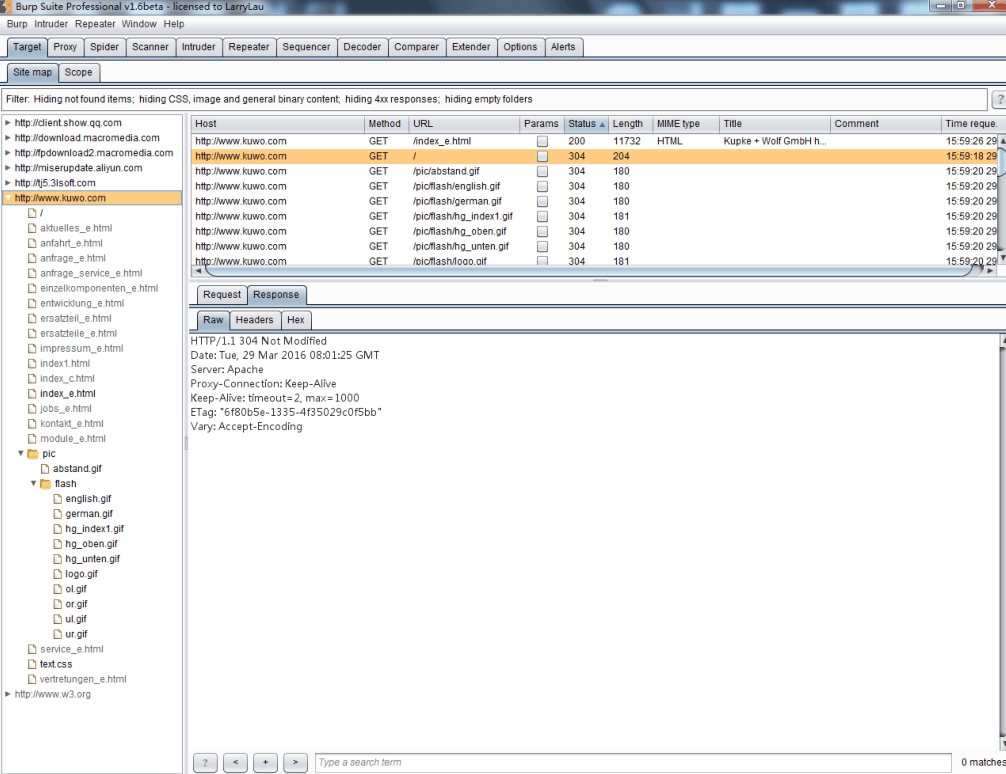 Burp Suite Professional v1.6beta - licensed to LarryLau
Burp Intruder Repeater Window Help
Target Proxy Spider Scanner Intruder Repeater Sequencer Decoder Comparer Extender Options Alerts
Site map Scope
Filter: Hiding not found items; hiding CSS, image and general binary content; hiding 4xx responses; hiding empty folders
?
http://client.show.qq.com
http://download.macromedia.com
http://fpdownload2.macromedia.com
http://miserupdate.aliyun.com
http://tj5.3lsoft.com
http://www.kuwo.com
/
aktuelles_e.html
anfahrt_e.html
anfrage_e.html
anfrage_service_e.html
einzelkomponenten_e.html
entwicklung_e.html
ersatzteil_e.html
ersatzteile_e.html
impressum_e.html
index1.html
index_c.html
index_e.html
jobs_e.html
kontakt_e.html
module_e.html
pic
abstand.gif
flash
english.gif
german.gif
hg_index1.gif
hg_oben.gif
hg_unten.gif
logo.gif
ol.gif
or.gif
ul.gif
ur.gif
service_e.html
text.css
vertretungen_e.html
http://www.w3.org
Host Method URL Params Status Length MIME type Title Comment Time reque.
http://www.kuwo.com GET /index_e.html 200 11732 HTML Kupke + Wolf GmbH h... 15:59:26 29
http://www.kuwo.com GET / 304 204 15:59:18 29
http://www.kuwo.com GET /pic/abstand.gif 304 180 15:59:20 29
http://www.kuwo.com GET /pic/flash/english.gif 304 180 15:59:20 29
http://www.kuwo.com GET /pic/flash/german.gif 304 180 15:59:20 29
http://www.kuwo.com GET /pic/flash/hg_index1.gif 304 181 15:59:20 29
http://www.kuwo.com GET /pic/flash/hg_oben.gif 304 180 15:59:20 29
http://www.kuwo.com GET /pic/flash/hg_unten.gif 304 180 15:59:20 29
http://www.kuwo.com GET /pic/flash/logo.gif 304 181 15:59:20 29
Request Response
Raw Headers Hex
HTTP/1.1 304 Not Modified
Date: Tue, 29 Mar 2016 08:01:25 GMT
Server: Apache
Proxy-Connection: Keep-Alive
Keep-Alive: timeout=2, max=1000
ETag: "6f80b5e-1335-4f35029c0f5bb"
Vary: Accept-Encoding
? < + > Type a search term 0 matches